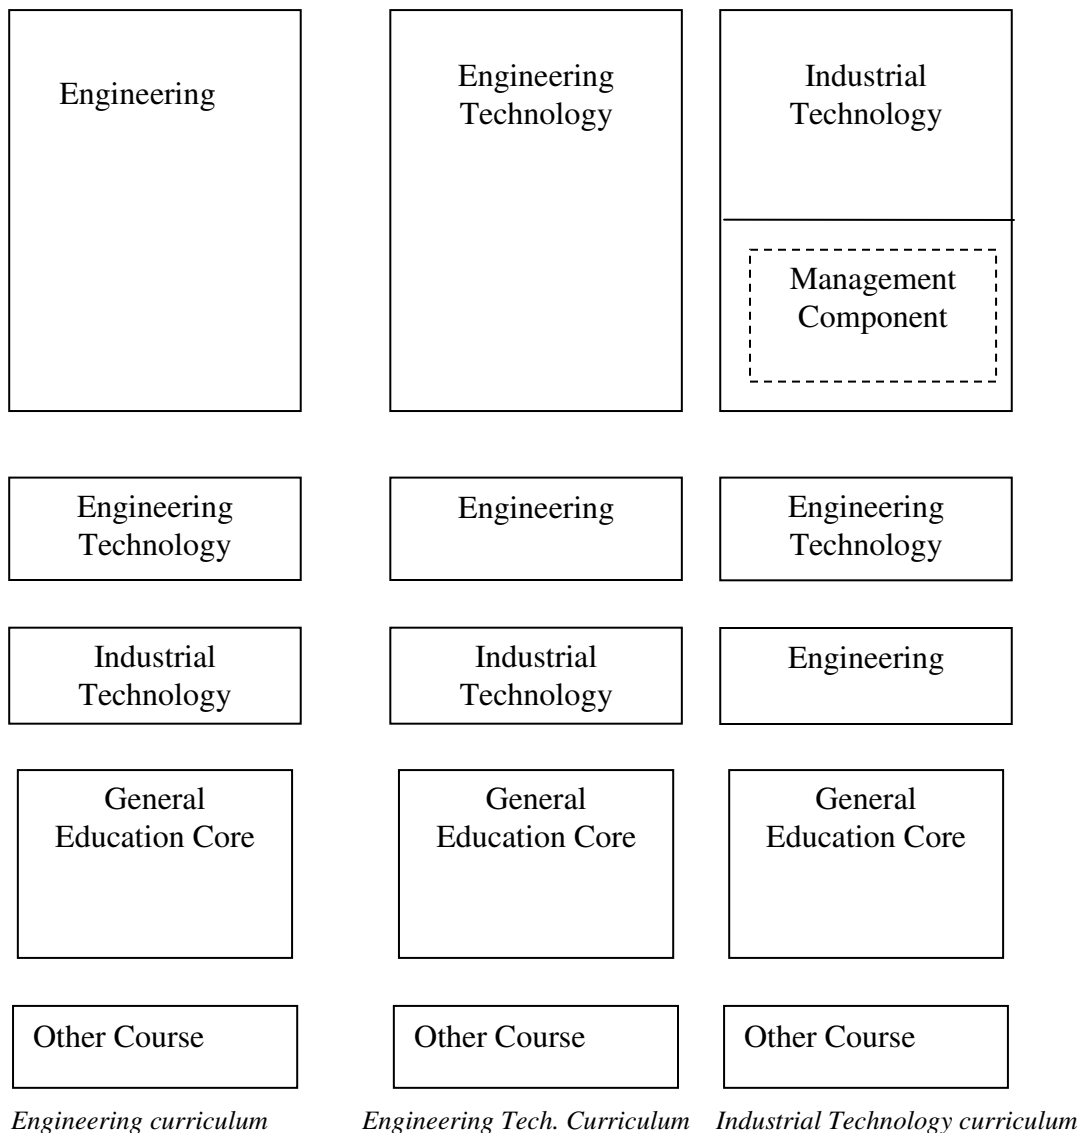 Engineering
Engineering
Technology
Industrial
Technology
Management
Component
Engineering
Technology
Engineering
Engineering
Technology
Industrial
Technology
Industrial
Technology
Engineering
General
Education Core
General
Education Core
General
Education Core
Other Course
Other Course
Other Course
Engineering curriculum
Engineering Tech. Curriculum
Industrial Technology curriculum